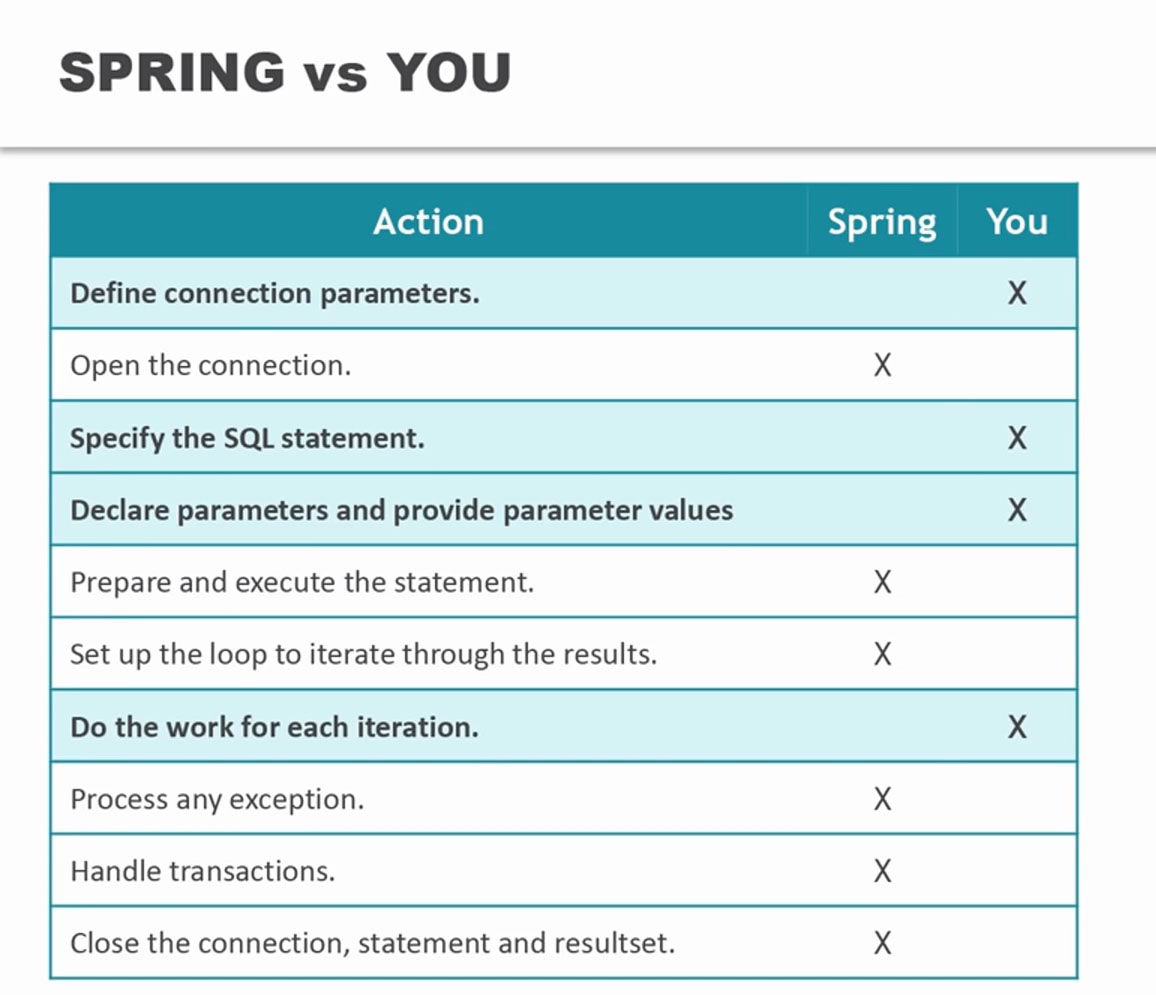 SPRING vs YOU
Action Spring You
Define connection parameters. X
Open the connection. X
Specify the SQL statement. X
Declare parameters and provide parameter values X
Prepare and execute the statement. X
Set up the loop to iterate through the results. X
Do the work for each iteration. X
Process any exception. X
Handle transactions. X
Close the connection, statement and resultset. X